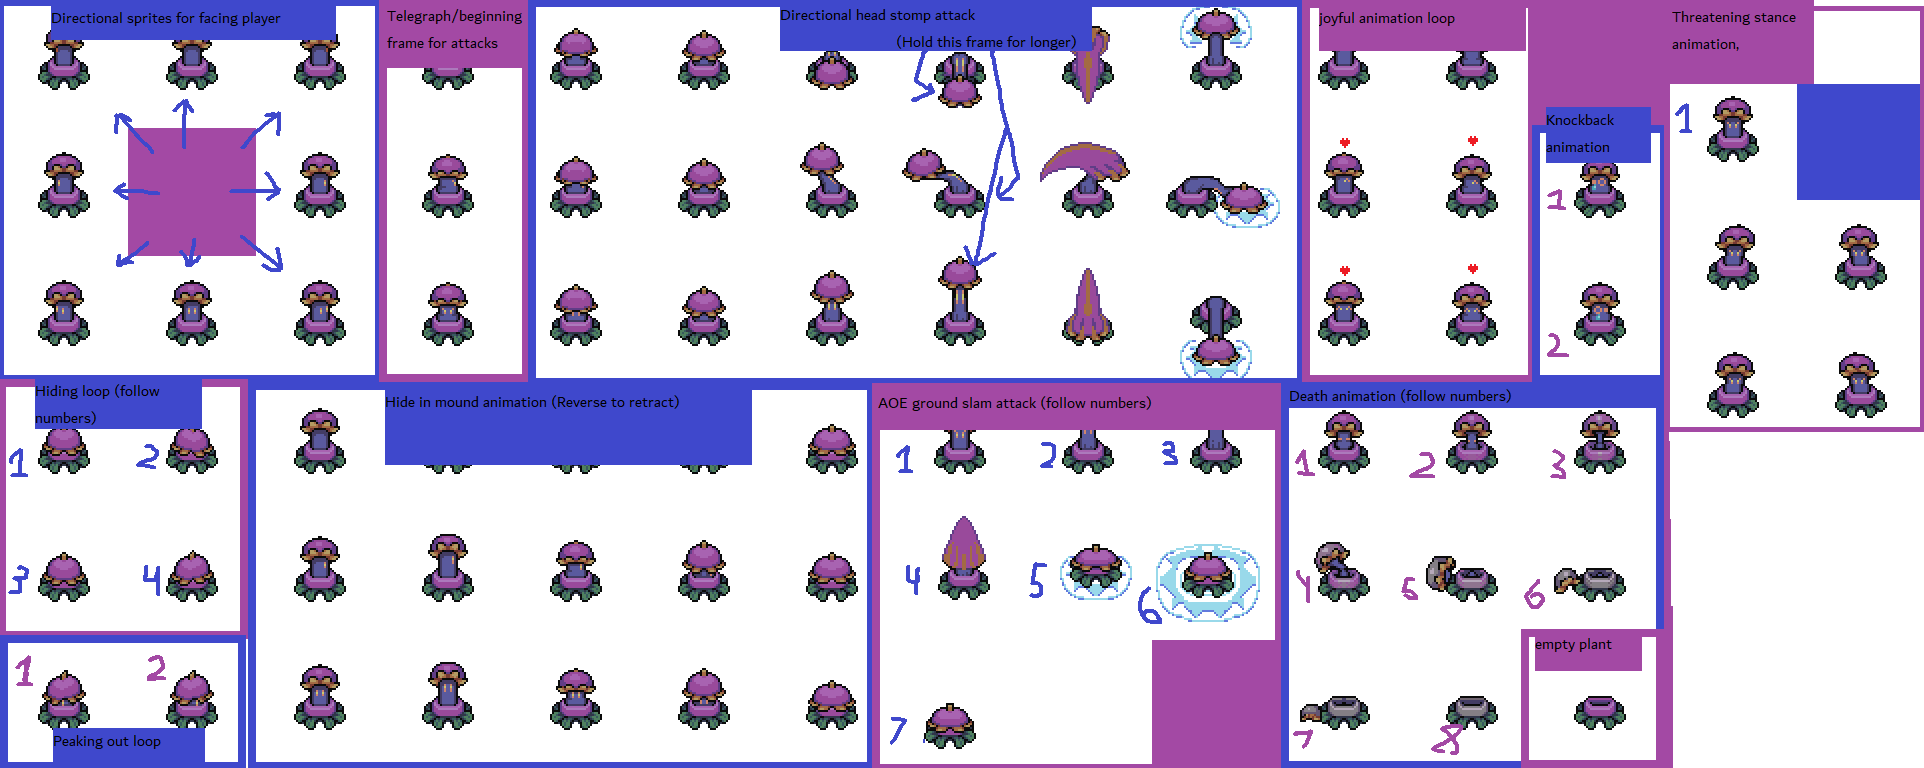 Directional sprites for facing player
Telegraph/beginning
frame for attacks
Directional head stomp attack
(Hold this frame for longer)
joyful animation loop
Threatening stance
animation,
1
Knockback
animation
1
2
Hiding loop (follow
numbers)
1
2
3
4
1
2
Peaking out loop
Hide in mound animation (Reverse to retract)
AOE ground slam attack (follow numbers)
1
2
3
4
5
6
7
Death animation (follow numbers)
1
2
3
4
5
6
7
8
empty plant